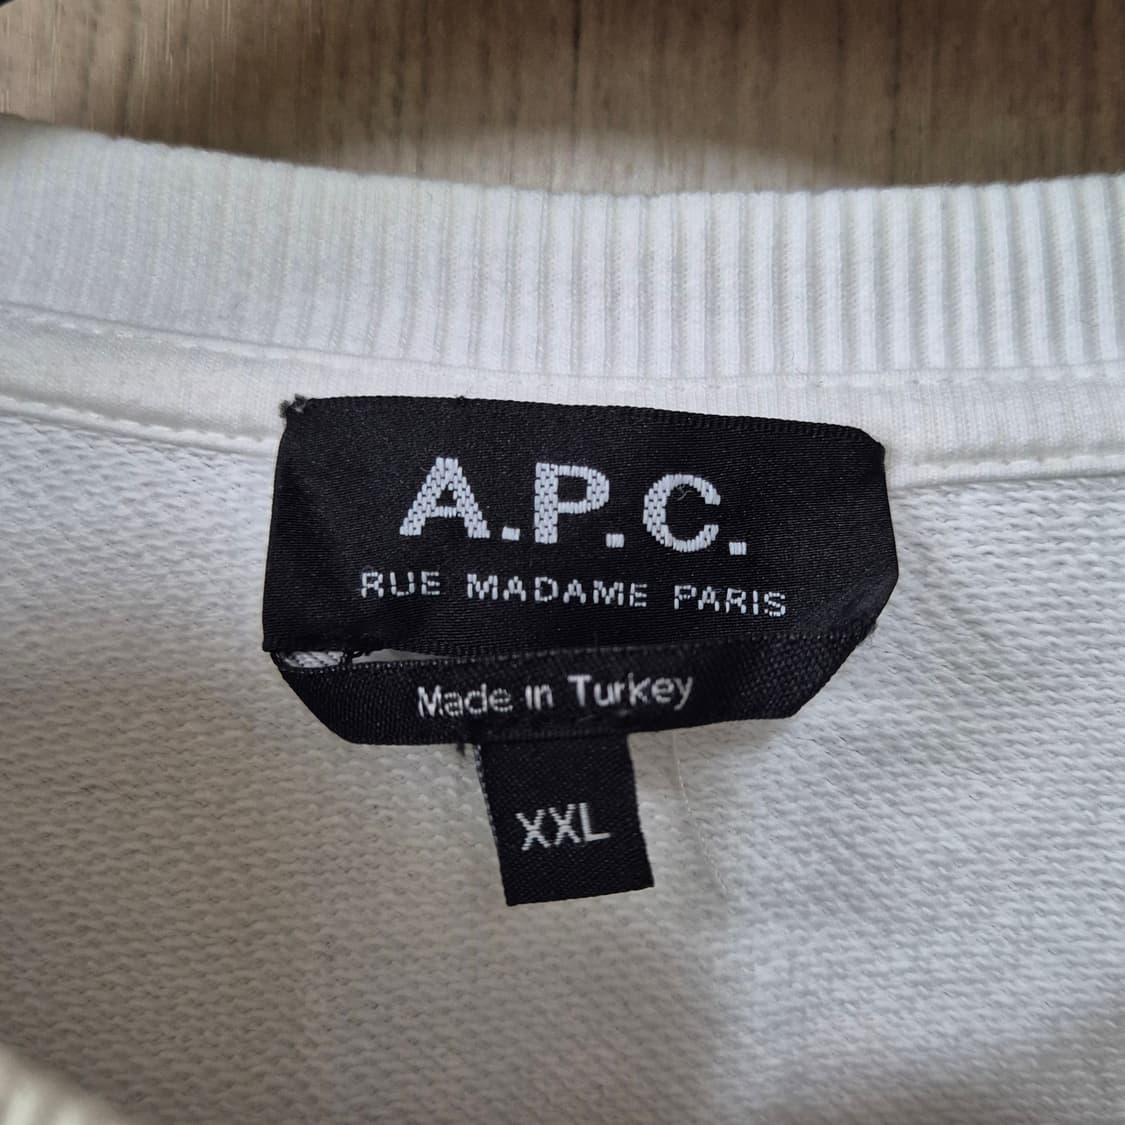 A.P.C.
RUE MADAME PARIS
Made in Turkey
XXL